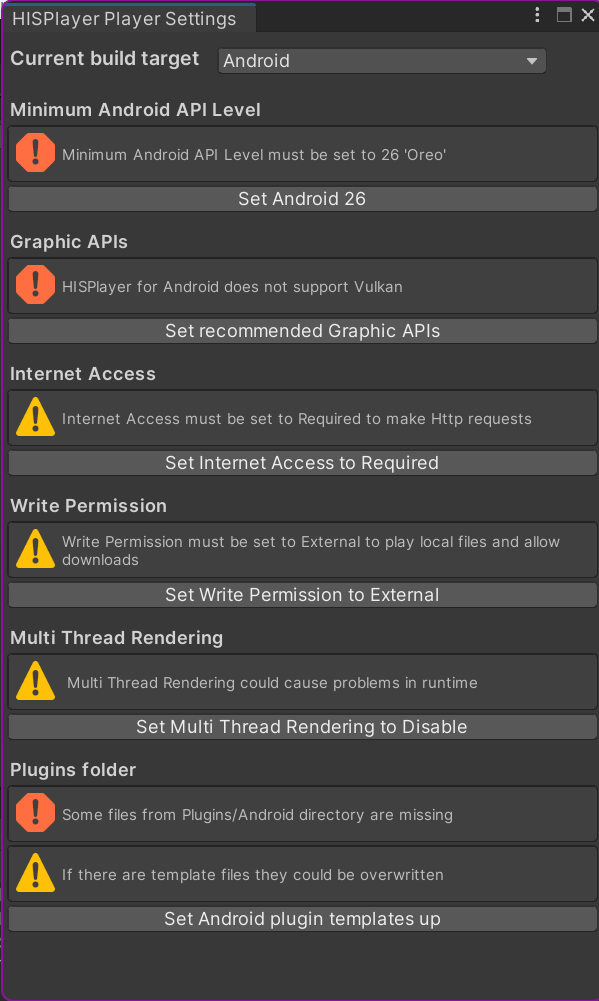 HISPlayer Player Settings
Current build target
Android
Minimum Android API Level
Minimum Android API Level must be set to 26 'Oreo'
Set Android 26
Graphic APIs
HISPlayer for Android does not support Vulkan
Set recommended Graphic APIs
Internet Access
Internet Access must be set to Required to make Http requests
Set Internet Access to Required
Write Permission
Write Permission must be set to External to play local files and allow
downloads
Set Write Permission to External
Multi Thread Rendering
Multi Thread Rendering could cause problems in runtime
Set Multi Thread Rendering to Disable
Plugins folder
Some files from Plugins/Android directory are missing
If there are template files they could be overwritten
Set Android plugin templates up